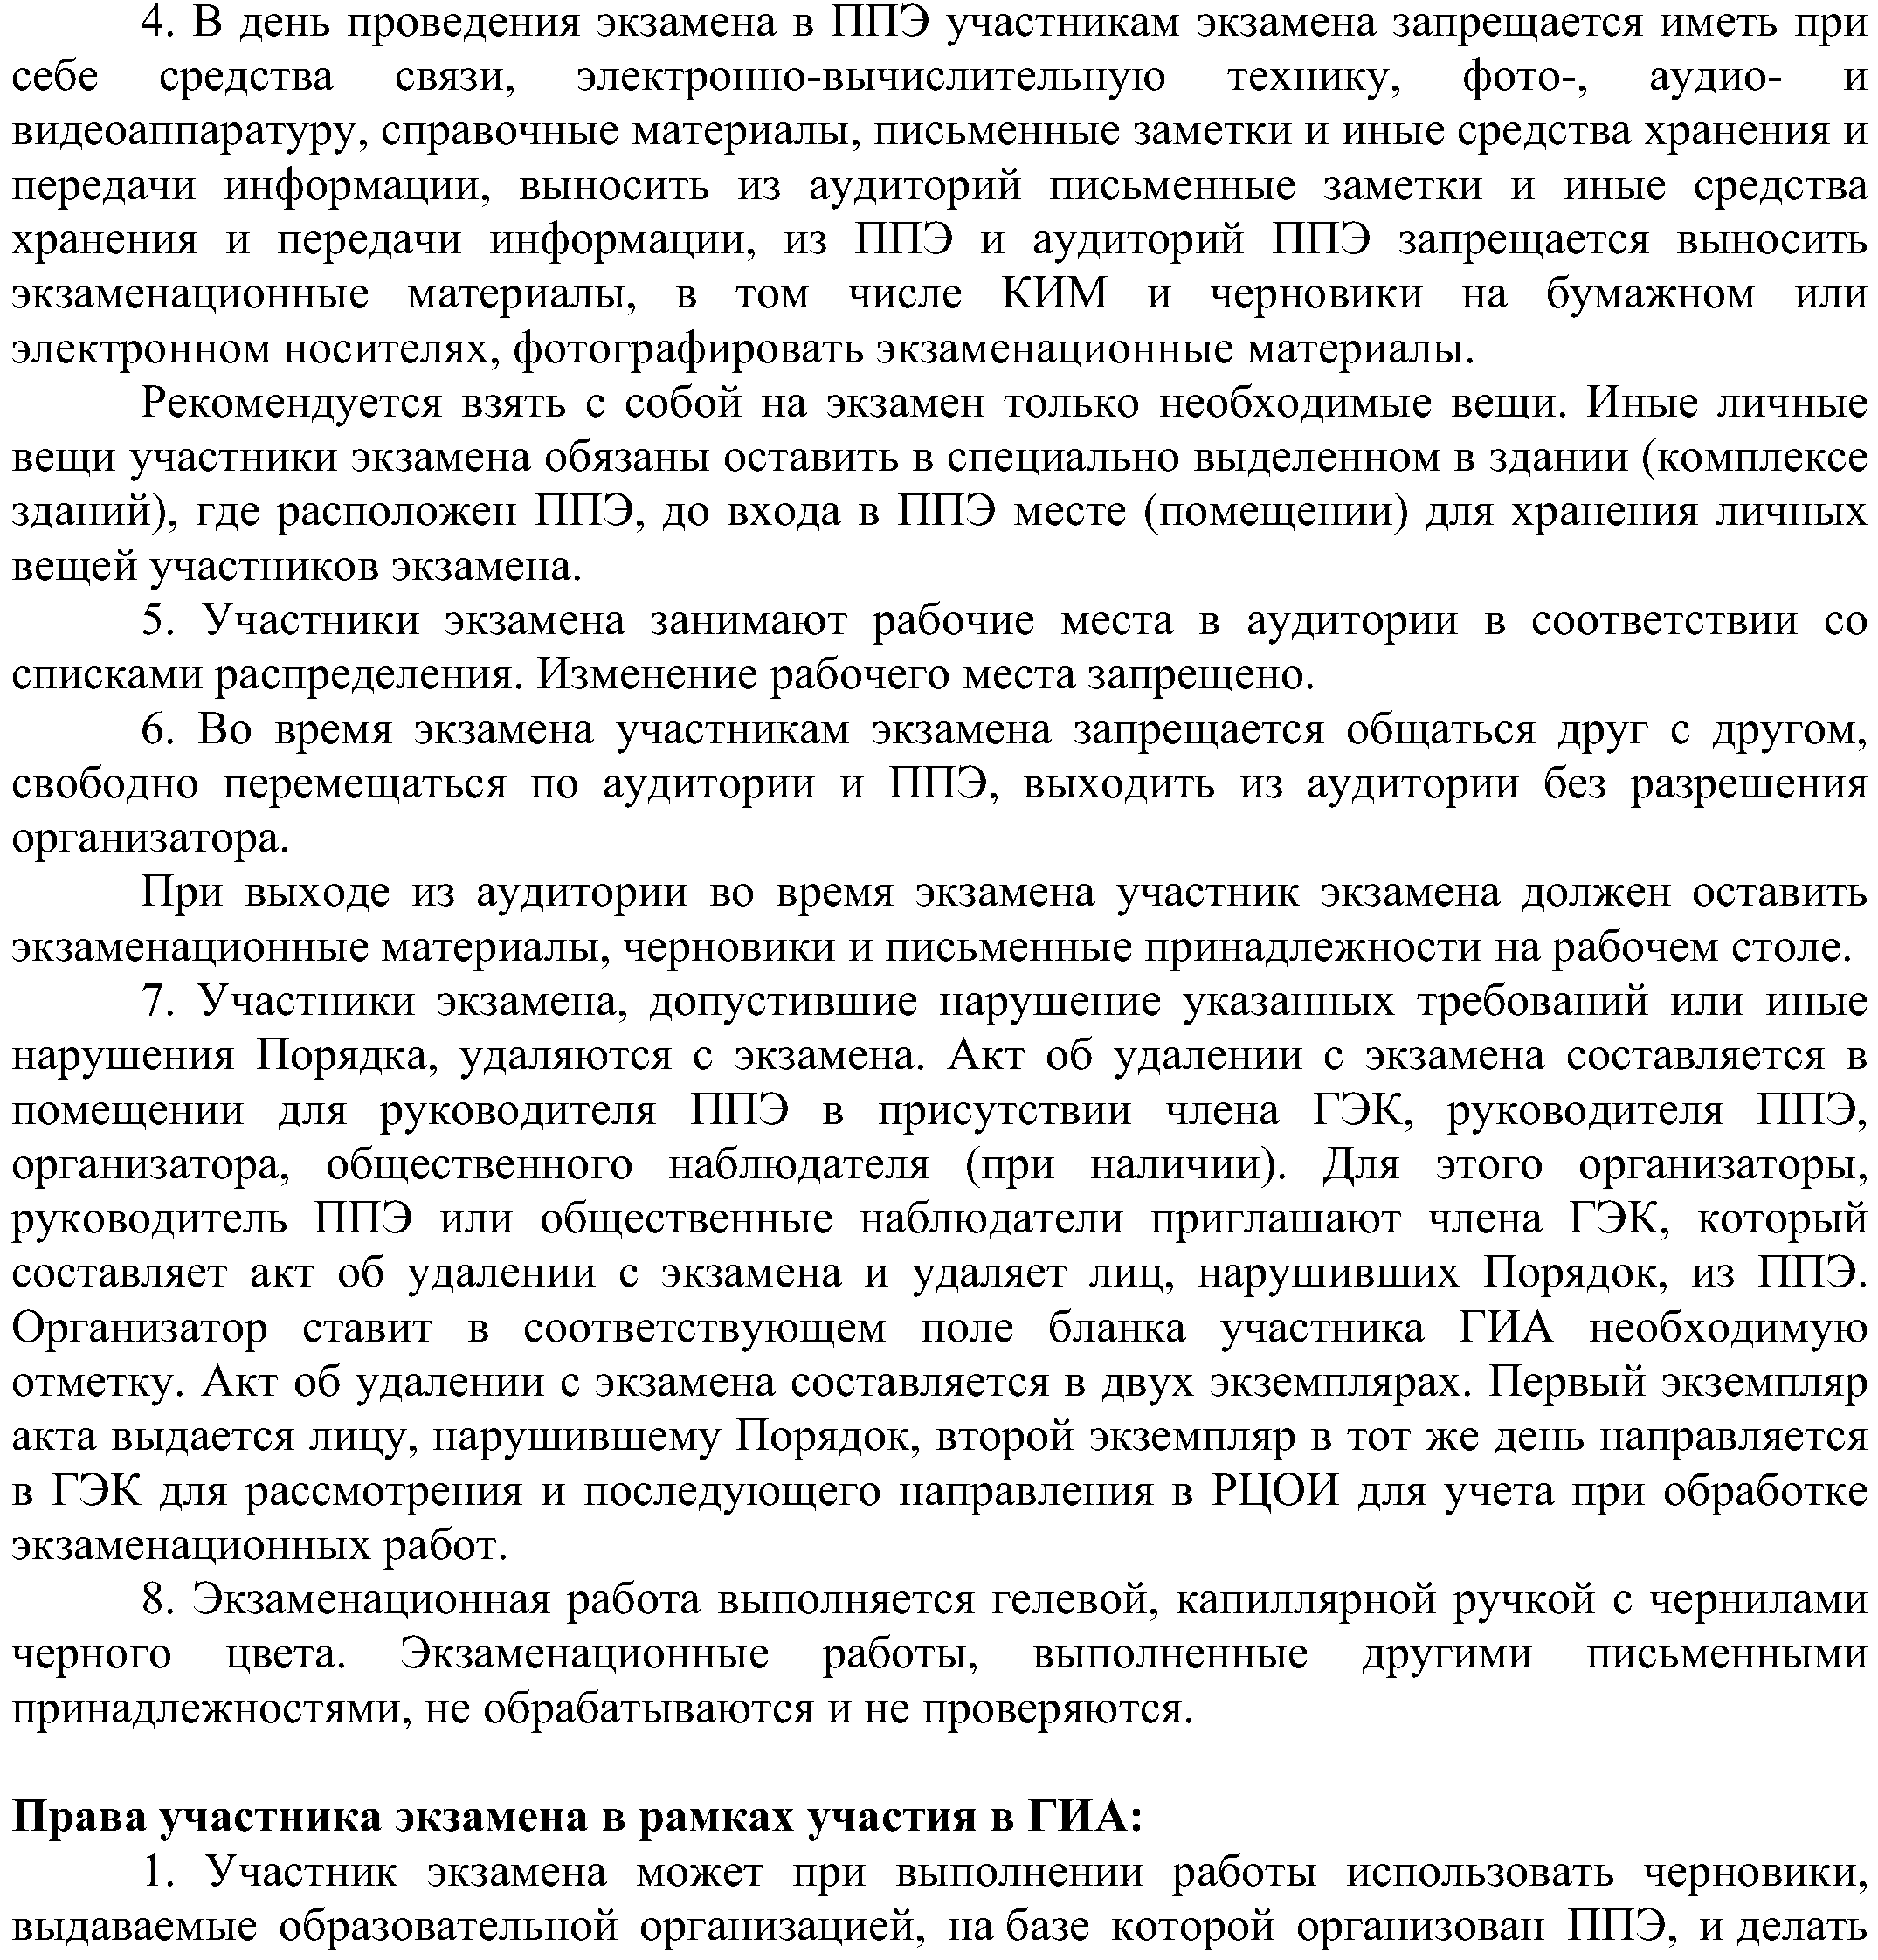 4. В день проведения экзамена в ППЭ участникам экзамена запрещается иметь при
себе средства связи, электронно-вычислительную технику, фото-, аудио- и
видеоаппаратуру, справочные материалы, письменные заметки и иные средства хранения и
передачи информации, выносить из аудиторий письменные заметки и иные средства
хранения и передачи информации, из ППЭ и аудиторий ППЭ запрещается выносить
экзаменационные материалы, в том числе КИМ и черновики на бумажном или
электронном носителях, фотографировать экзаменационные материалы.
Рекомендуется взять с собой на экзамен только необходимые вещи. Иные личные
вещи участники экзамена обязаны оставить в специально выделенном в здании (комплексе
зданий), где расположен ППЭ, до входа в ППЭ месте (помещении) для хранения личных
вещей участников экзамена.
5. Участники экзамена занимают рабочие места в аудитории в соответствии со
списками распределения. Изменение рабочего места запрещено.
6. Во время экзамена участникам экзамена запрещается общаться друг с другом,
свободно перемещаться по аудитории и ППЭ, выходить из аудитории без разрешения
организатора.
При выходе из аудитории во время экзамена участник экзамена должен оставить
экзаменационные материалы, черновики и письменные принадлежности на рабочем столе.
7. Участники экзамена, допустившие нарушение указанных требований или иные
нарушения Порядка, удаляются с экзамена. Акт об удалении с экзамена составляется в
помещении для руководителя ППЭ в присутствии члена ГЭК, руководителя ППЭ,
организатора, общественного наблюдателя (при наличии). Для этого организаторы,
руководитель ППЭ или общественные наблюдатели приглашают члена ГЭК, который
составляет акт об удалении с экзамена и удаляет лиц, нарушивших Порядок, из ППЭ.
Организатор ставит в соответствующем поле бланка участника ГИА необходимую
отметку. Акт об удалении с экзамена составляется в двух экземплярах. Первый экземпляр
акта выдается лицу, нарушившему Порядок, второй экземпляр в тот же день направляется
в ГЭК для рассмотрения и последующего направления в РЦОИ для учета при обработке
экзаменационных работ.
8. Экзаменационная работа выполняется гелевой, капиллярной ручкой с чернилами
черного цвета. Экзаменационные работы, выполненные другими письменными
принадлежностями, не обрабатываются и не проверяются.
Права участника экзамена в рамках участия в ГИА:
1. Участник экзамена может при выполнении работы использовать черновики,
выдаваемые образовательной организацией, на базе которой организован ППЭ, и делать